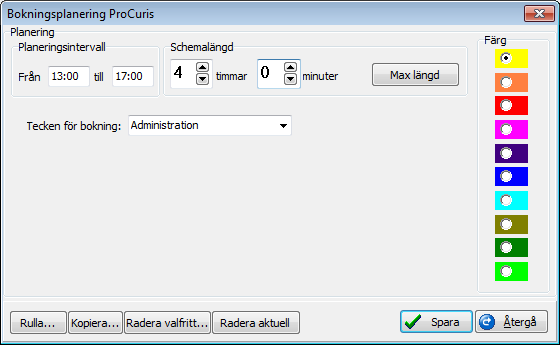 Bokningsplanering ProCuris
Planering
Planeringsintervall
Från 13:00 till 17:00
Schemalängd
4 timmar 0 minuter
Max längd
Färg
Tecken för bokning: Administration
Rulla... Kopiera... Radera valfritt... Radera aktuell Spara Återgå